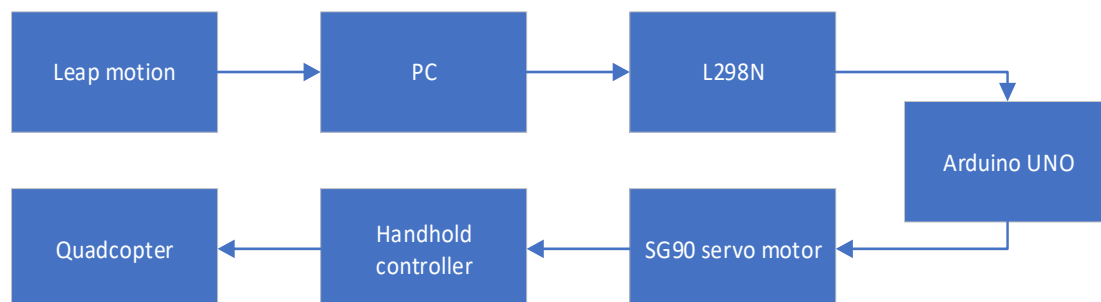 Leap motion
PC
L298N
Arduino UNO
SG90 servo motor
Handhold
controller
Quadcopter